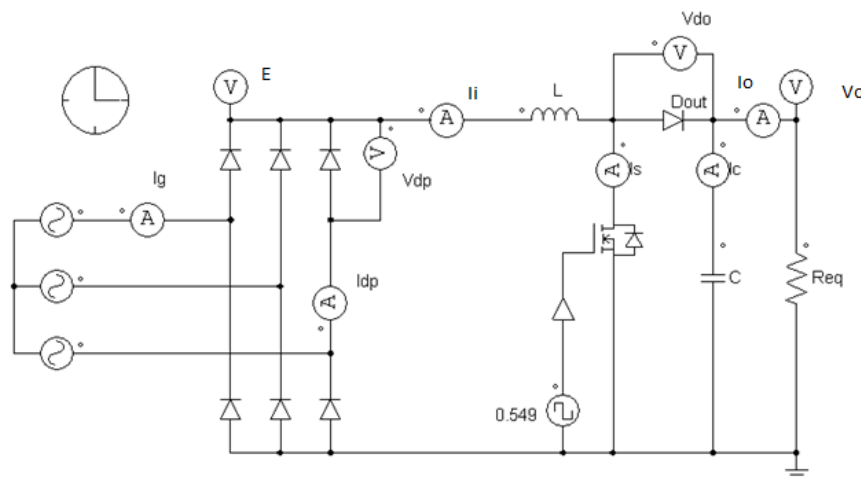 Vdo
V
V
E
Ii
L
Io
V
Vo
A
Dout
A
V
A
Is
A
Ic
Vdp
Ig
A
Idp
A
C
Req
0.549